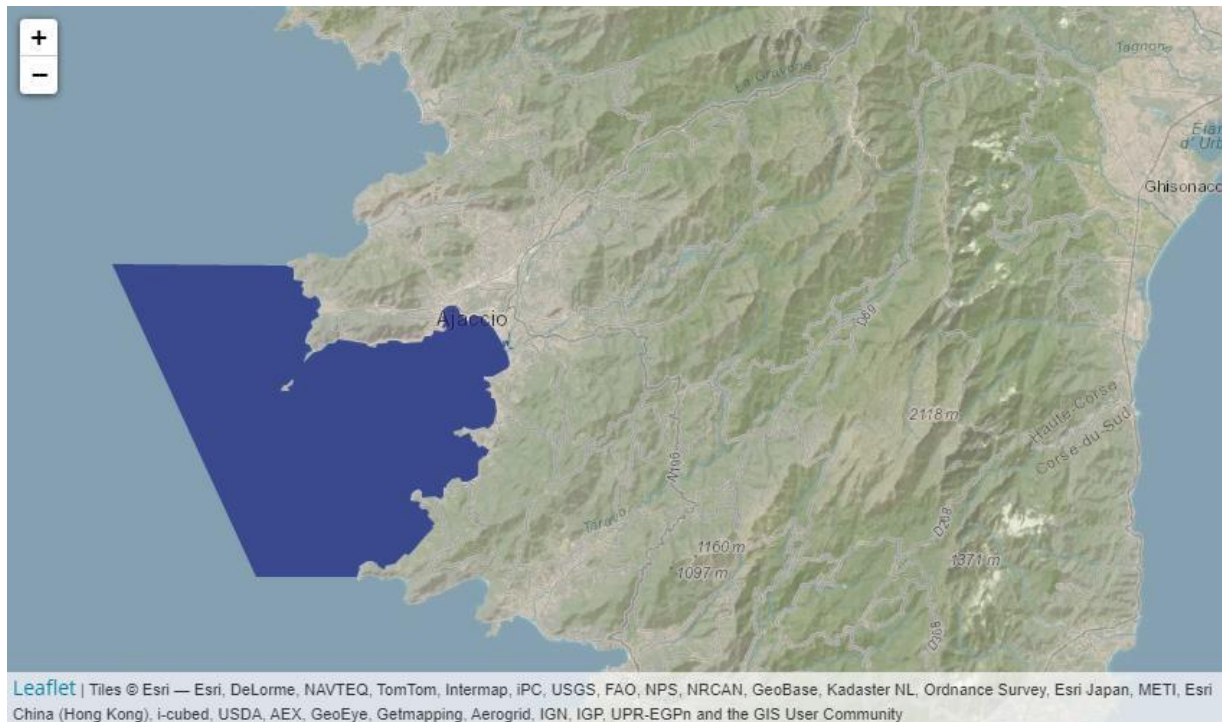 +
−
Tagnon
La Gravona
d' Urb
Ghisonacc
Ajaccio
D69
2118 m
Haute-Corse
Corse-du-Sud
N196
Taravo
D268
1160 m
1371 m
1097 m
D368
Leaflet | Tiles © Esri — Esri, DeLorme, NAVTEQ, TomTom, Intermap, iPC, USGS, FAO, NPS, NRCAN, GeoBase, Kadaster NL, Ordnance Survey, Esri Japan, METI, Esri
China (Hong Kong), i-cubed, USDA, AEX, GeoEye, Getmapping, Aerogrid, IGN, IGP, UPR-EGPn and the GIS User Community